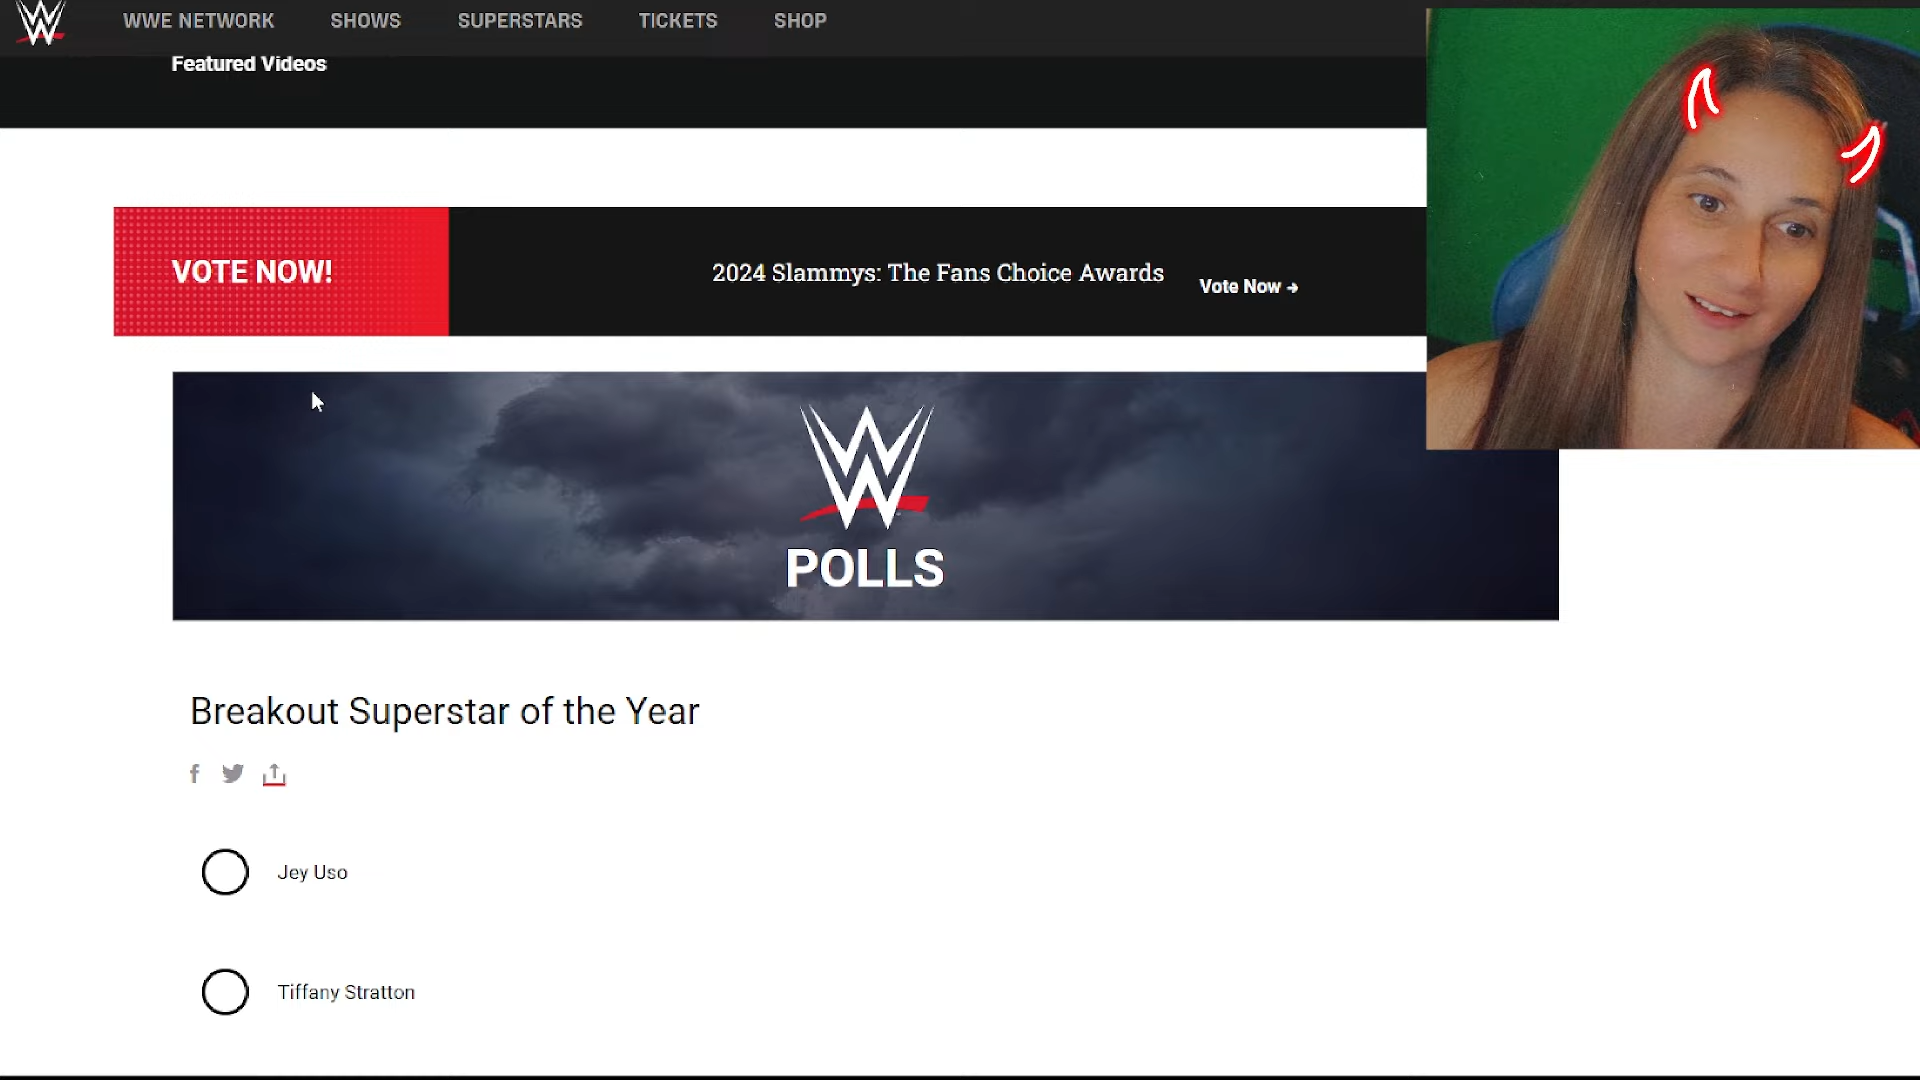 WWE NETWORK SHOWS SUPERSTARS TICKETS SHOP
Featured Videos
VOTE NOW!
2024 Slammys: The Fans Choice Awards
Vote Now →
POLLS
Breakout Superstar of the Year
Jey Uso
Tiffany Stratton